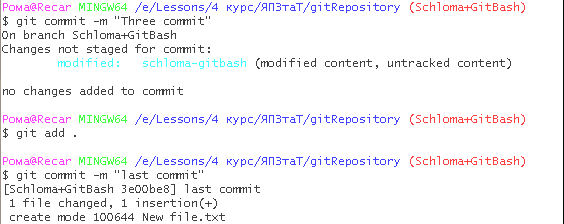 Рома@Recar MINGW64 /e/Lessons/4 курс/ЯПЗтаТ/gitRepository (Schloma+GitBash)
$ git commit -m "Three commit"
On branch Schloma+GitBash
Changes not staged for commit:
modified:   schloma-gitbash (modified content, untracked content)
no changes added to commit
Рома@Recar MINGW64 /e/Lessons/4 курс/ЯПЗтаТ/gitRepository (Schloma+GitBash)
$ git add .
Рома@Recar MINGW64 /e/Lessons/4 курс/ЯПЗтаТ/gitRepository (Schloma+GitBash)
$ git commit -m "last commit"
[Schloma+GitBash 3e00be8] last commit
1 file changed, 1 insertion(+)
create mode 100644 New file.txt